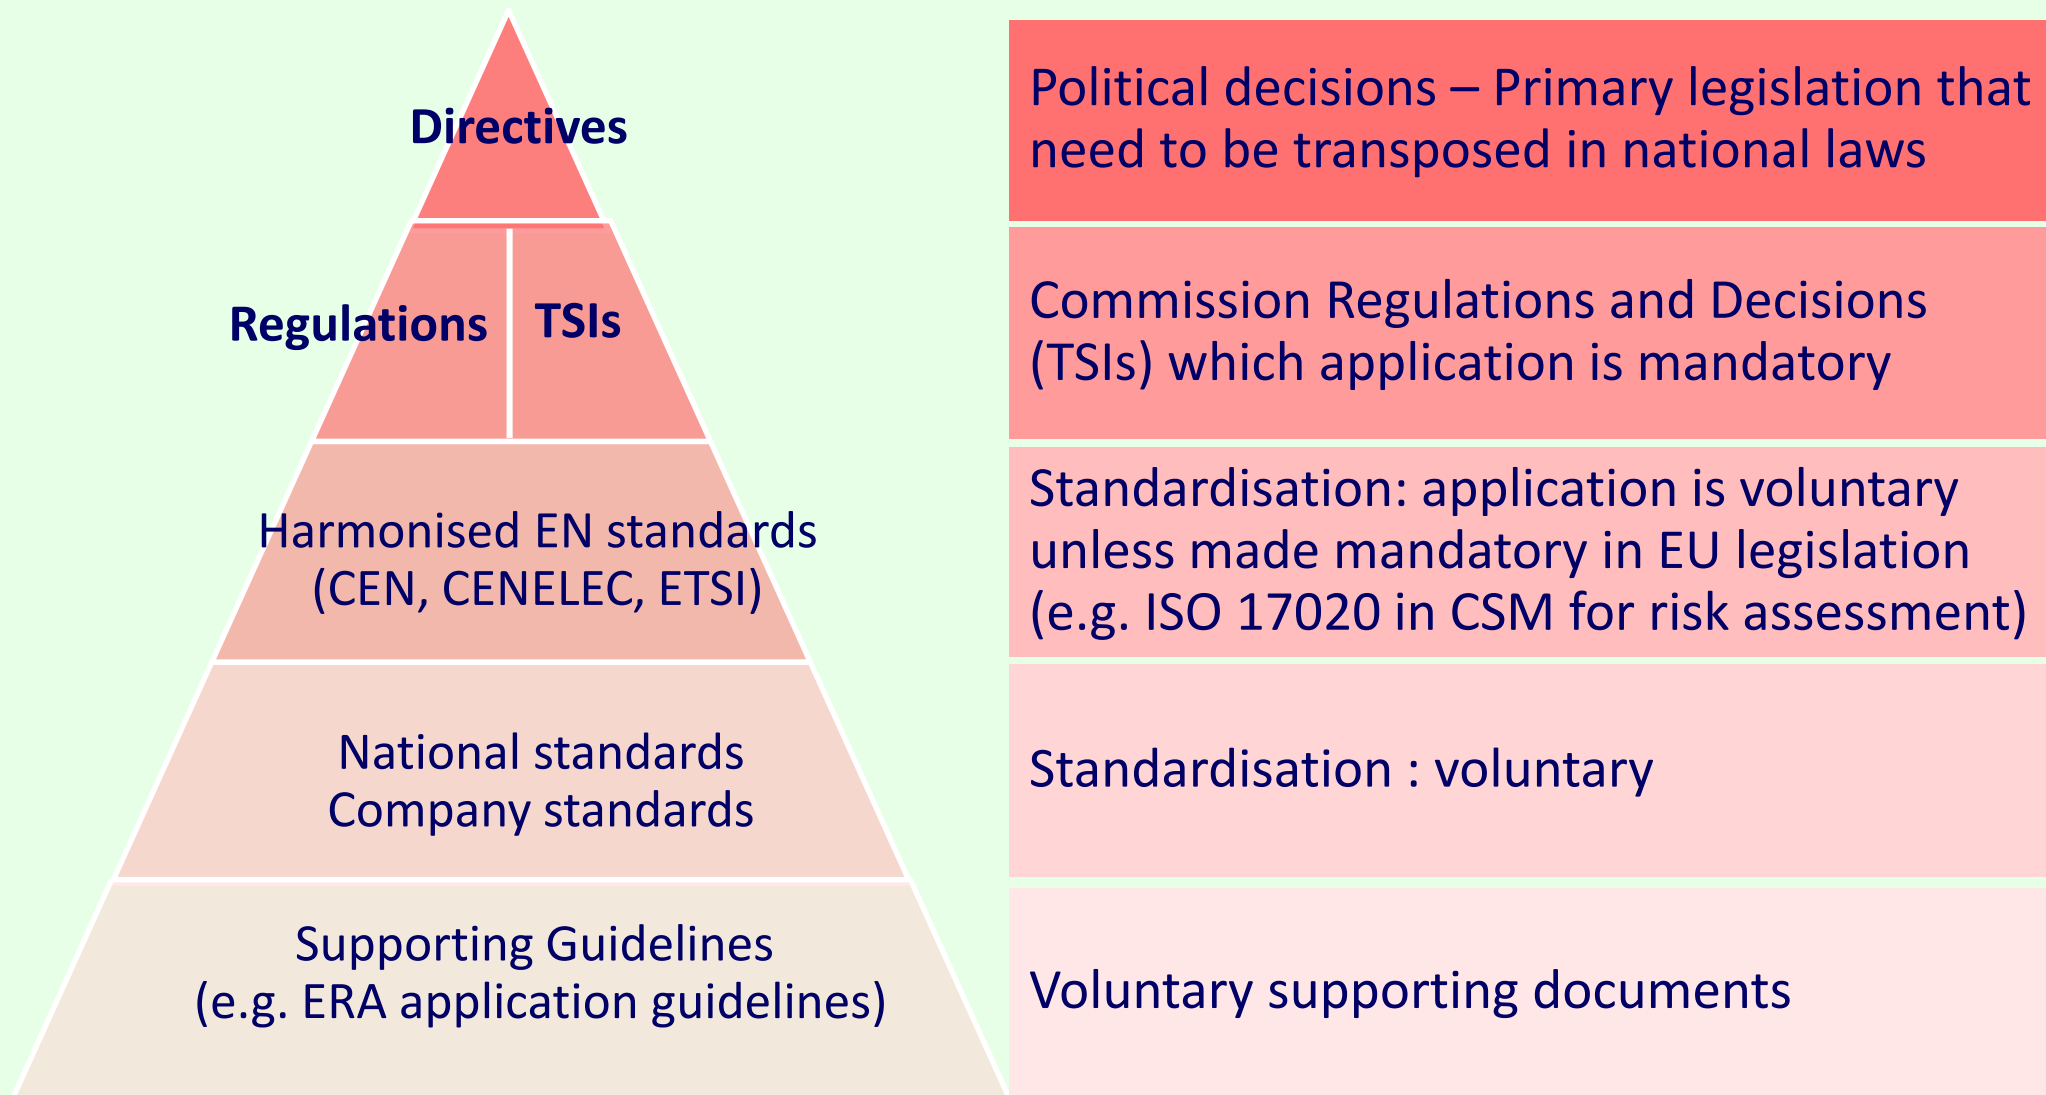 Directives
Political decisions – Primary legislation that
need to be transposed in national laws
Regulations
TSIs
Commission Regulations and Decisions
(TSIs) which application is mandatory
Harmonised EN standards
(CEN, CENELEC, ETSI)
Standardisation: application is voluntary
unless made mandatory in EU legislation
(e.g. ISO 17020 in CSM for risk assessment)
National standards
Company standards
Standardisation : voluntary
Supporting Guidelines
(e.g. ERA application guidelines)
Voluntary supporting documents